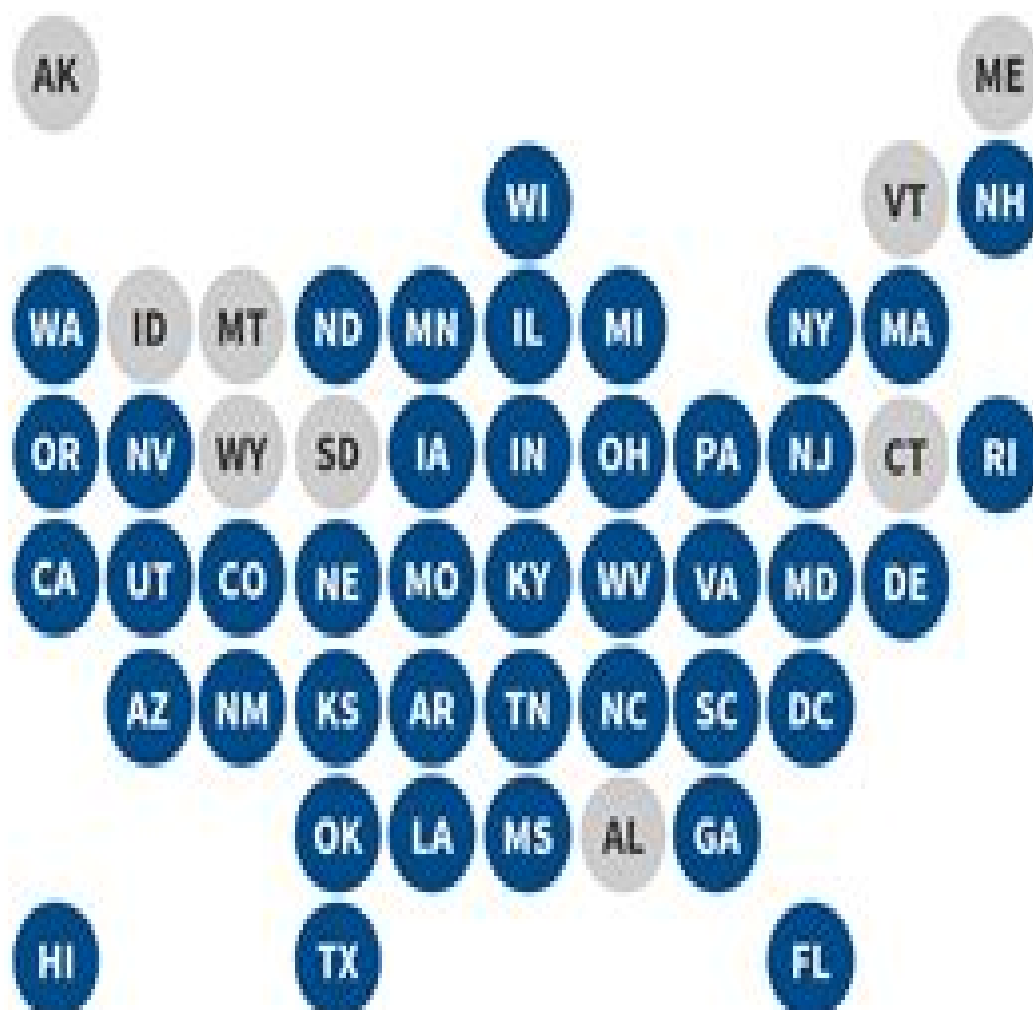 AK ME
WI VT NH
WA ID MT ND MN IL MI NY MA
OR NV WY SD IA IN OH PA NJ CT RI
CA UT CO NE MO KY WV VA MD DE
AZ NM KS AR TN NC SC DC
OK LA MS AL GA
HI TX FL